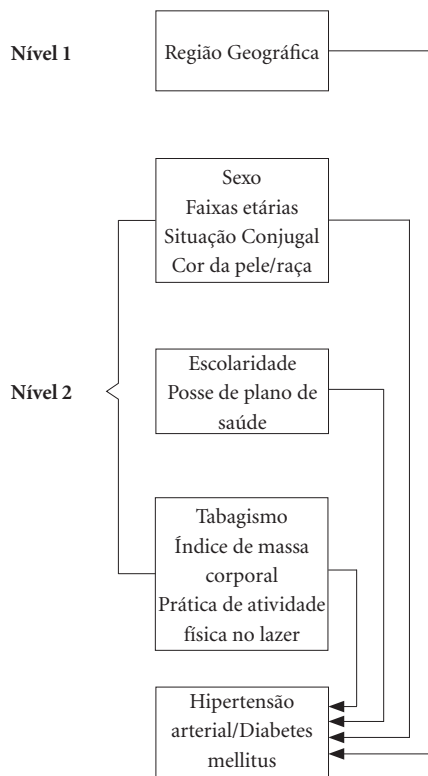 Nível 1
Região Geográfica
Sexo
Faixas etárias
Situação Conjugal
Cor da pele/raça
Nível 2
Escolaridade
Posse de plano de
saúde
Tabagismo
Índice de massa
corporal
Prática de atividade
física no lazer
Hipertensão
arterial/Diabetes
mellitus